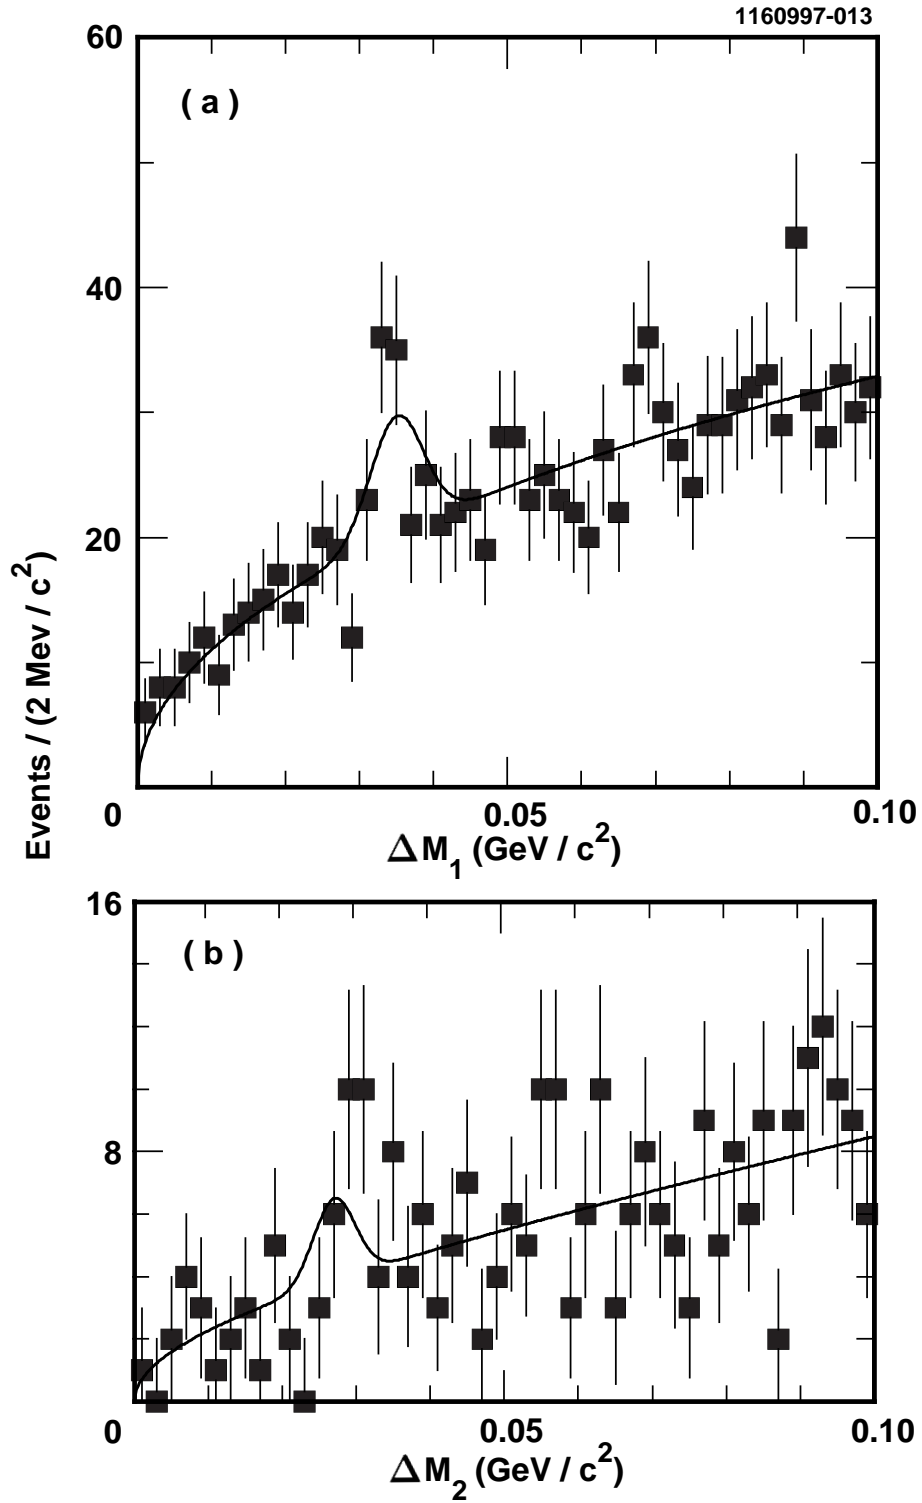 1160997-013
60
( a )
40
20
0
0.05
0.10
Events / (2 Mev / c²)
ΔM₁ (GeV / c²)
16
( b )
8
0
0.05
0.10
ΔM₂ (GeV / c²)